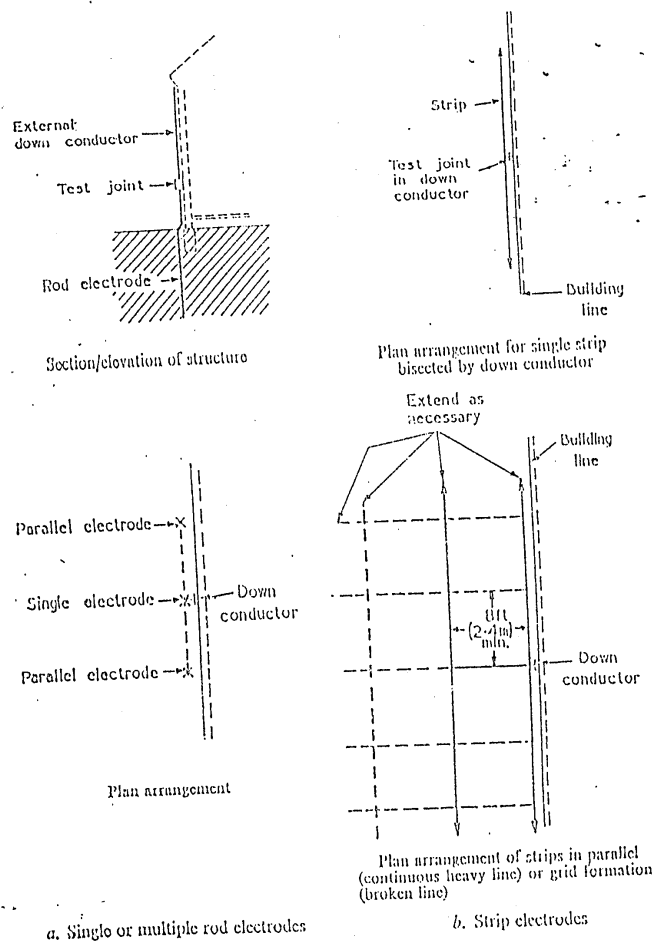 External
down conductor
Test joint
Rod electrode
Section/elevation of structure
Strip
Test joint
in down
conductor
Building
line
Plan arrangement for single strip
bisected by down conductor
Parallel electrode
Single electrode
Parallel electrode
Down
conductor
Plan arrangement
Extend as
necessary
Building
line
8ft
(2·4m)
min.
Down
conductor
Plan arrangement of strips in parallel
(continuous heavy line) or grid formation
(broken line)
a. Single or multiple rod electrodes
b. Strip electrodes